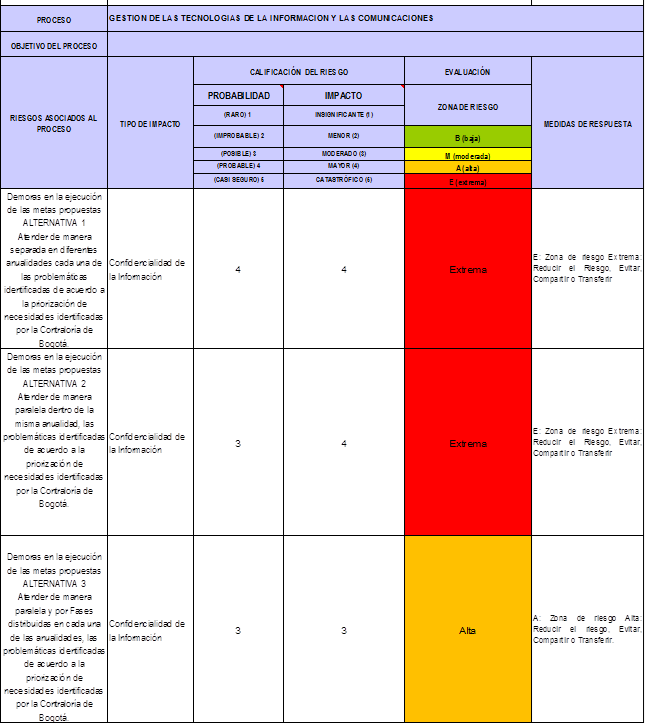 PROCESO
GESTION DE LAS TECNOLOGIAS DE LA INFORMACION Y LAS COMUNICACIONES
OBJETIVO DEL PROCESO
RIESGOS ASOCIADOS AL
PROCESO
TIPO DE IMPACTO
CALIFICACIÓN DEL RIESGO
EVALUACIÓN
MEDIDAS DE RESPUESTA
PROBABILIDAD
IMPACTO
ZONA DE RIESGO
(RARO) 1
INSIGNIFICANTE (1)
(IMPROBABLE) 2
MENOR (2)
B (baja)
(POSIBLE) 3
MODERADO (3)
M (moderada)
(PROBABLE) 4
MAYOR (4)
A (alta)
(CASI SEGURO) 5
CATASTRÓFICO (5)
E (extrema)
Demoras en la ejecución
de las metas propuestas
ALTERNATIVA 1
Atender de manera
separada en diferentes
anualidades cada una de
las problemáticas
identificadas de acuerdo a
la priorización de
necesidades identificadas
por la Contraloría de
Bogotá.
Confidencialidad de
la Información
4
4
Extrema
E: Zona de riesgo Extrema:
Reducir el Riesgo, Evitar,
Compartir o Transferir
Demoras en la ejecución
de las metas propuestas
ALTERNATIVA 2
Atender de manera
paralela dentro de la
misma anualidad, las
problemáticas identificadas
de acuerdo a la
priorización de
necesidades identificadas
por la Contraloría de
Bogotá.
Confidencialidad de
la Información
3
4
Extrema
E: Zona de riesgo Extrema:
Reducir el Riesgo, Evitar,
Compartir o Transferir
Demoras en la ejecución
de las metas propuestas
ALTERNATIVA 3
Atender de manera
paralela y por Fases
distribuidas en cada una
de las anualidades, las
problemáticas identificadas
de acuerdo a la
priorización de
necesidades identificadas
por la Contraloría de
Bogotá.
Confidencialidad de
la Información
3
3
Alta
A: Zona de riesgo Alta:
Reducir el riesgo, Evitar,
Compartir o Transferir.